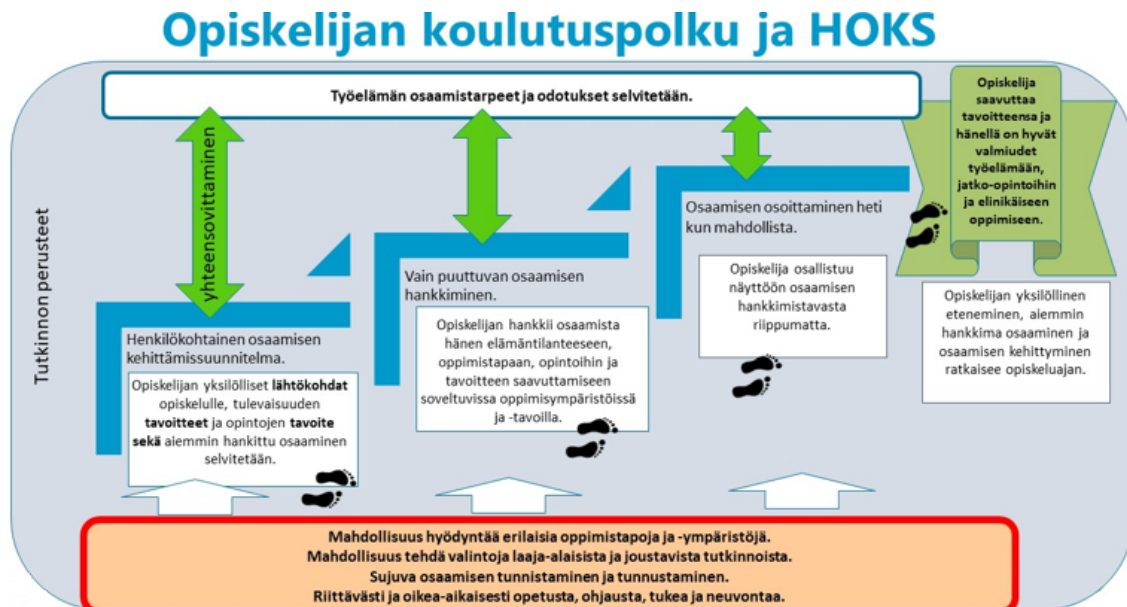 Opiskelijan koulutuspolku ja HOKS
Työelämän osaamistarpeet ja odotukset selvitetään.
Opiskelija
saavuttaa
tavoitteensa ja
hänellä on hyvät
valmiudet
työelämään,
jatko-opintoihin
ja elinikäiseen
oppimiseen.
Tutkinnon perusteet
yhteensovittaminen
Henkilökohtainen osaamisen
kehittämissuunnitelma.
Opiskelijan yksilölliset lähtökohdat
opiskelulle, tulevaisuuden
tavoitteet ja opintojen tavoite
sekä aiemmin hankittu osaaminen
selvitetään.
Vain puuttuvan osaamisen
hankkiminen.
Opiskelijan hankkii osaamista
hänen elämäntilanteeseen,
oppimistapaan, opintoihin ja
tavoitteen saavuttamiseen
soveltuvissa oppimisympäristöissä
ja -tavoilla.
Osaamisen osoittaminen heti
kun mahdollista.
Opiskelija osallistuu
näyttöön osaamisen
hankkimistavasta
riippumatta.
Opiskelijan yksilöllinen
eteneminen, aiemmin
hankkima osaaminen ja
osaamisen kehittyminen
ratkaisee opiskeluajan.
Mahdollisuus hyödyntää erilaisia oppimistapoja ja -ympäristöjä.
Mahdollisuus tehdä valintoja laaja-alaisista ja joustavista tutkinnoista.
Sujuva osaamisen tunnistaminen ja tunnustaminen.
Riittävästi ja oikea-aikaisesti opetusta, ohjausta, tukea ja neuvontaa.